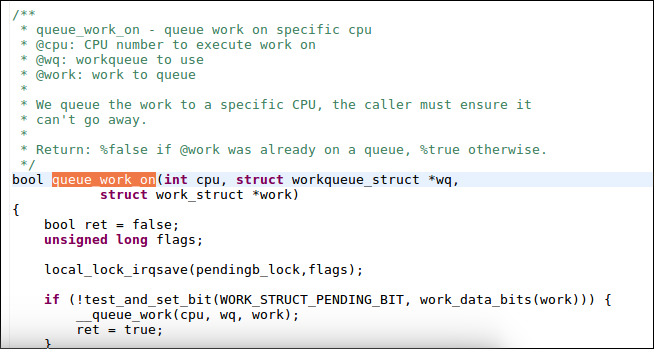 /**
 * queue_work_on - queue work on specific cpu
 * @cpu: CPU number to execute work on
 * @wq: workqueue to use
 * @work: work to queue
 *
 * We queue the work to a specific CPU, the caller must ensure it
 * can't go away.
 *
 * Return: %false if @work was already on a queue, %true otherwise.
 */
bool queue_work_on(int cpu, struct workqueue_struct *wq,
           struct work_struct *work)
{
    bool ret = false;
    unsigned long flags;

    local_lock_irqsave(pendingb_lock,flags);

    if (!test_and_set_bit(WORK_STRUCT_PENDING_BIT, work_data_bits(work))) {
        __queue_work(cpu, wq, work);
        ret = true;
    }